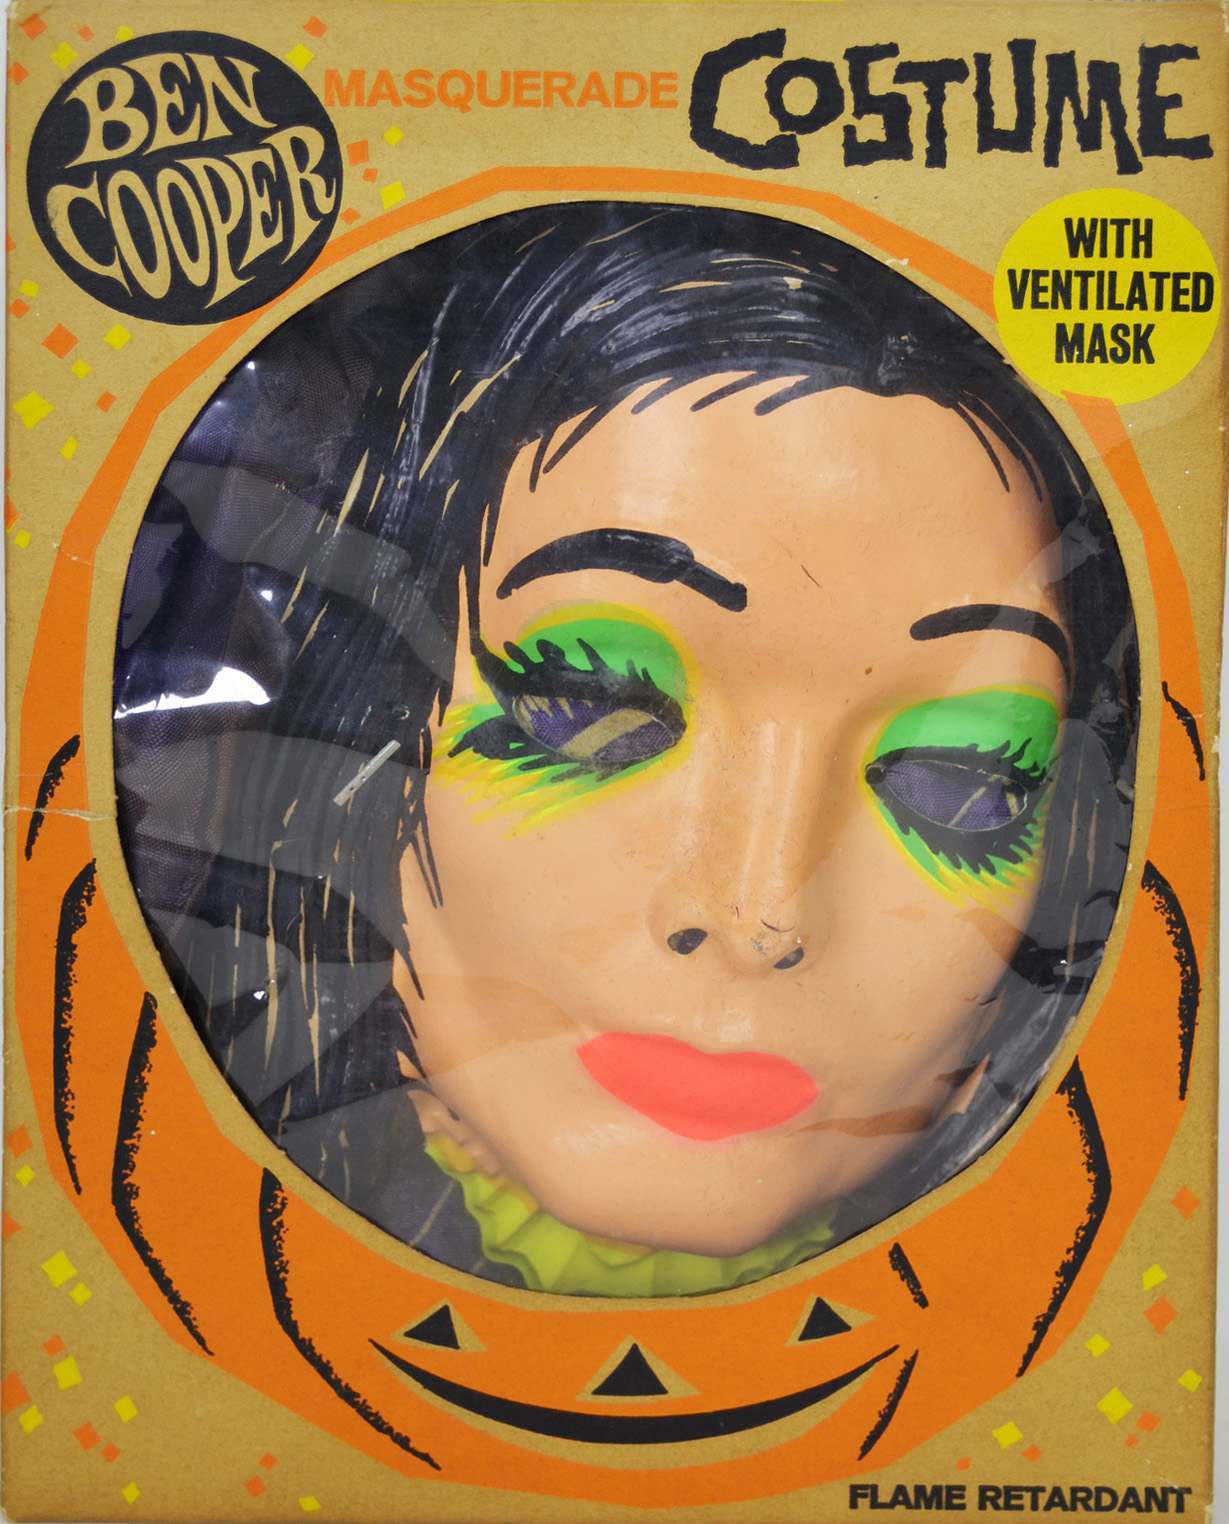 BEN
COOPER
MASQUERADE COSTUME
WITH
VENTILATED
MASK
FLAME RETARDANT